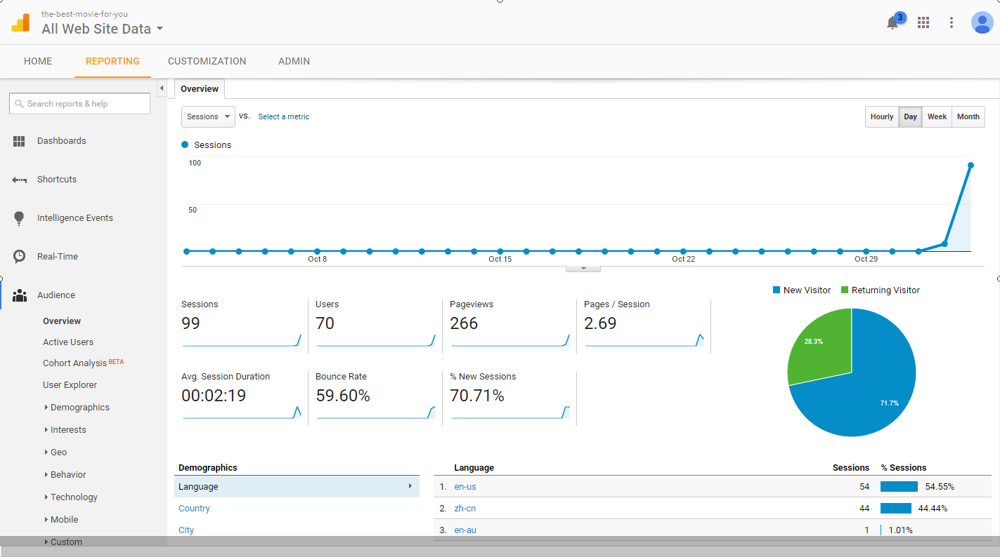 the-best-movie-for-you
All Web Site Data
3
HOME REPORTING CUSTOMIZATION ADMIN
Search reports & help
Dashboards
Shortcuts
Intelligence Events
Real-Time
Audience
Overview
Active Users
Cohort Analysis BETA
User Explorer
Demographics
Interests
Geo
Behavior
Technology
Mobile
Custom
Overview
Sessions vs. Select a metric
Hourly Day Week Month
Sessions
100
50
Oct 8 Oct 15 Oct 22 Oct 29
New Visitor Returning Visitor
28.3%
71.7%
Sessions Users Pageviews Pages / Session
99 70 266 2.69
Avg. Session Duration Bounce Rate % New Sessions
00:02:19 59.60% 70.71%
Demographics
Language
Country
City
Language Sessions % Sessions
1. en-us 54 54.55%
2. zh-cn 44 44.44%
3. en-au 1 1.01%